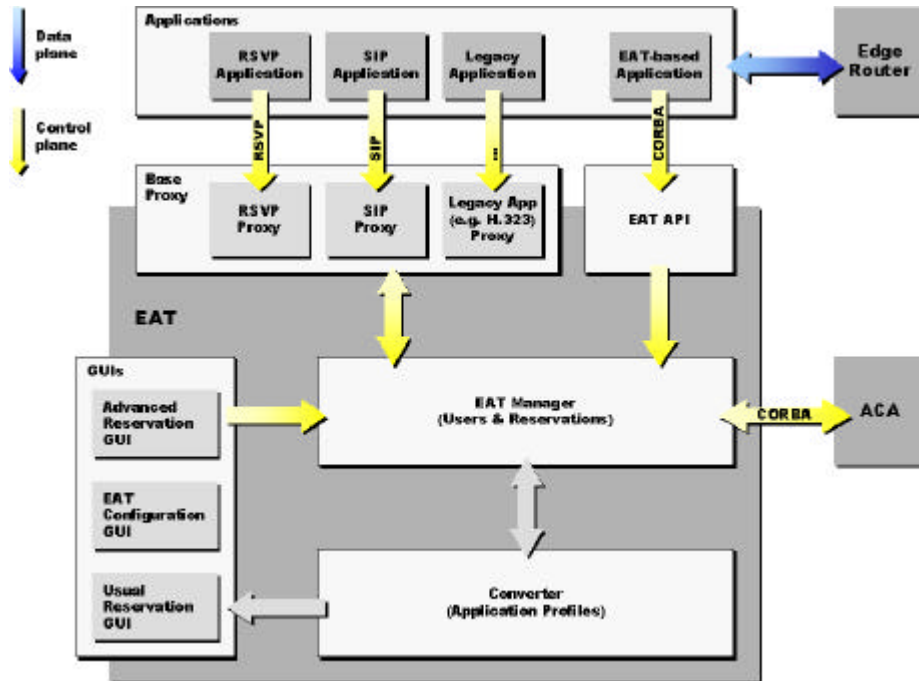 Data
plane
Control
plane
Applications
RSVP
Application
SIP
Application
Legacy
Application
EAT-based
Application
Edge
Router
RSVP
SIP
...
CORBA
Base
Proxy
RSVP
Proxy
SIP
Proxy
Legacy App
(e.g. H.323)
Proxy
EAT API
EAT
GUIs
Advanced
Reservation
GUI
EAT
Configuration
GUI
Usual
Reservation
GUI
EAT Manager
(Users & Reservations)
CORBA
ACA
Converter
(Application Profiles)